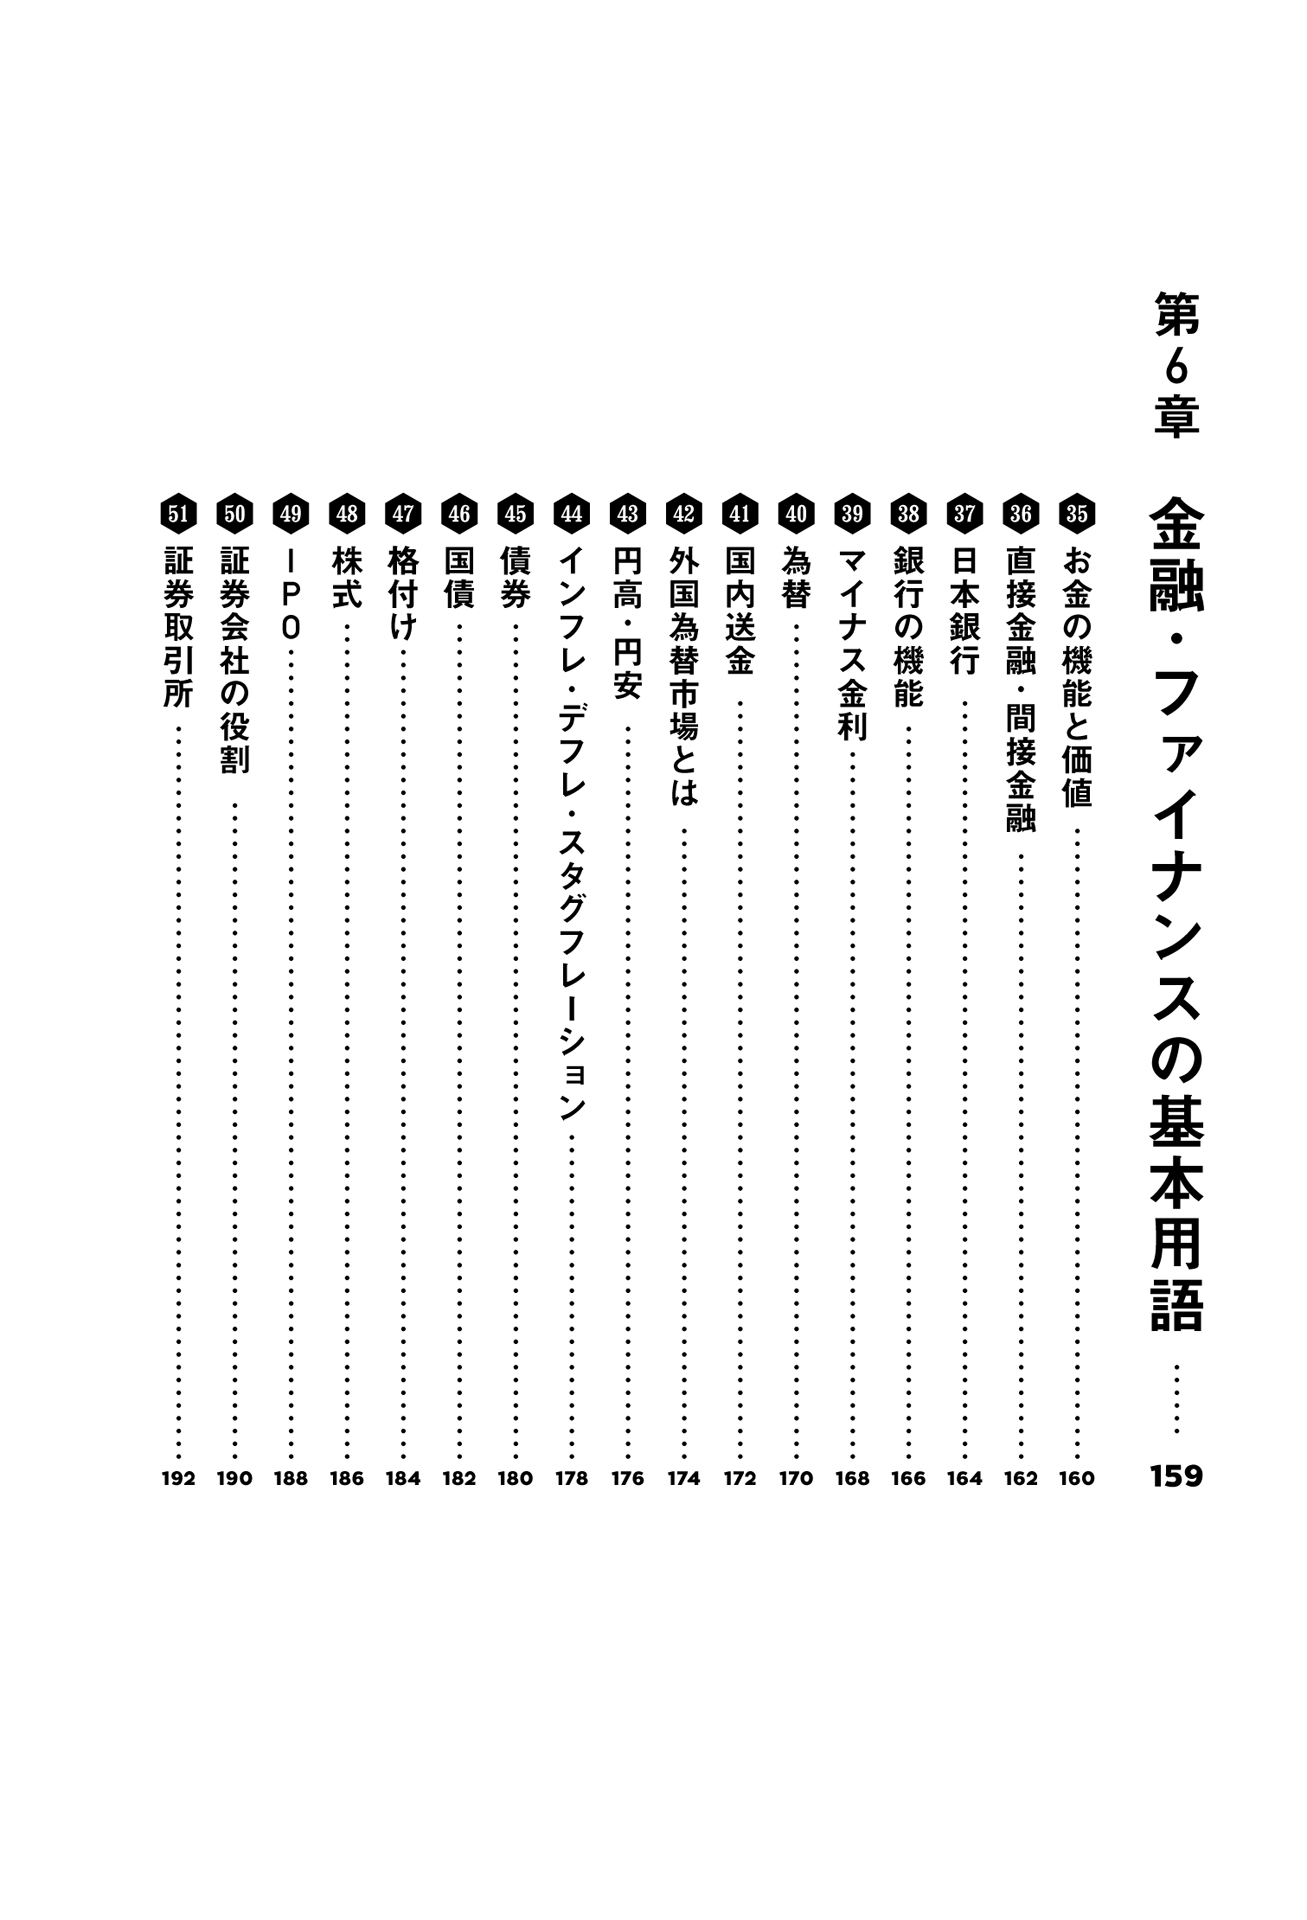 第6章 金融・ファイナンスの基本用語 …… 159
35 お金の機能と価値 …… 160
36 直接金融・間接金融 …… 162
37 日本銀行 …… 164
38 銀行の機能 …… 166
39 マイナス金利 …… 168
40 為替 …… 170
41 国内送金 …… 172
42 外国為替市場とは …… 174
43 円高・円安 …… 176
44 インフレ・デフレ・スタグフレーション …… 178
45 債券 …… 180
46 国債 …… 182
47 格付け …… 184
48 株式 …… 186
49 IPO …… 188
50 証券会社の役割 …… 190
51 証券取引所 …… 192